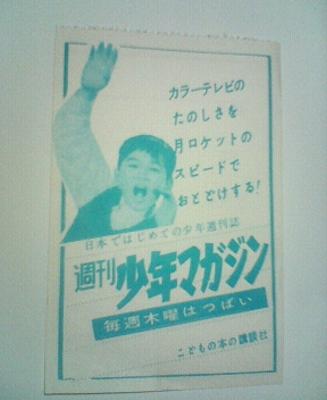 カラーテレビの
たのしさを
月ロケットの
スピードで
おとどけする!
日本ではじめての少年週刊誌
週刊少年マガジン
毎週木曜はつばい
こどもの本の講談社